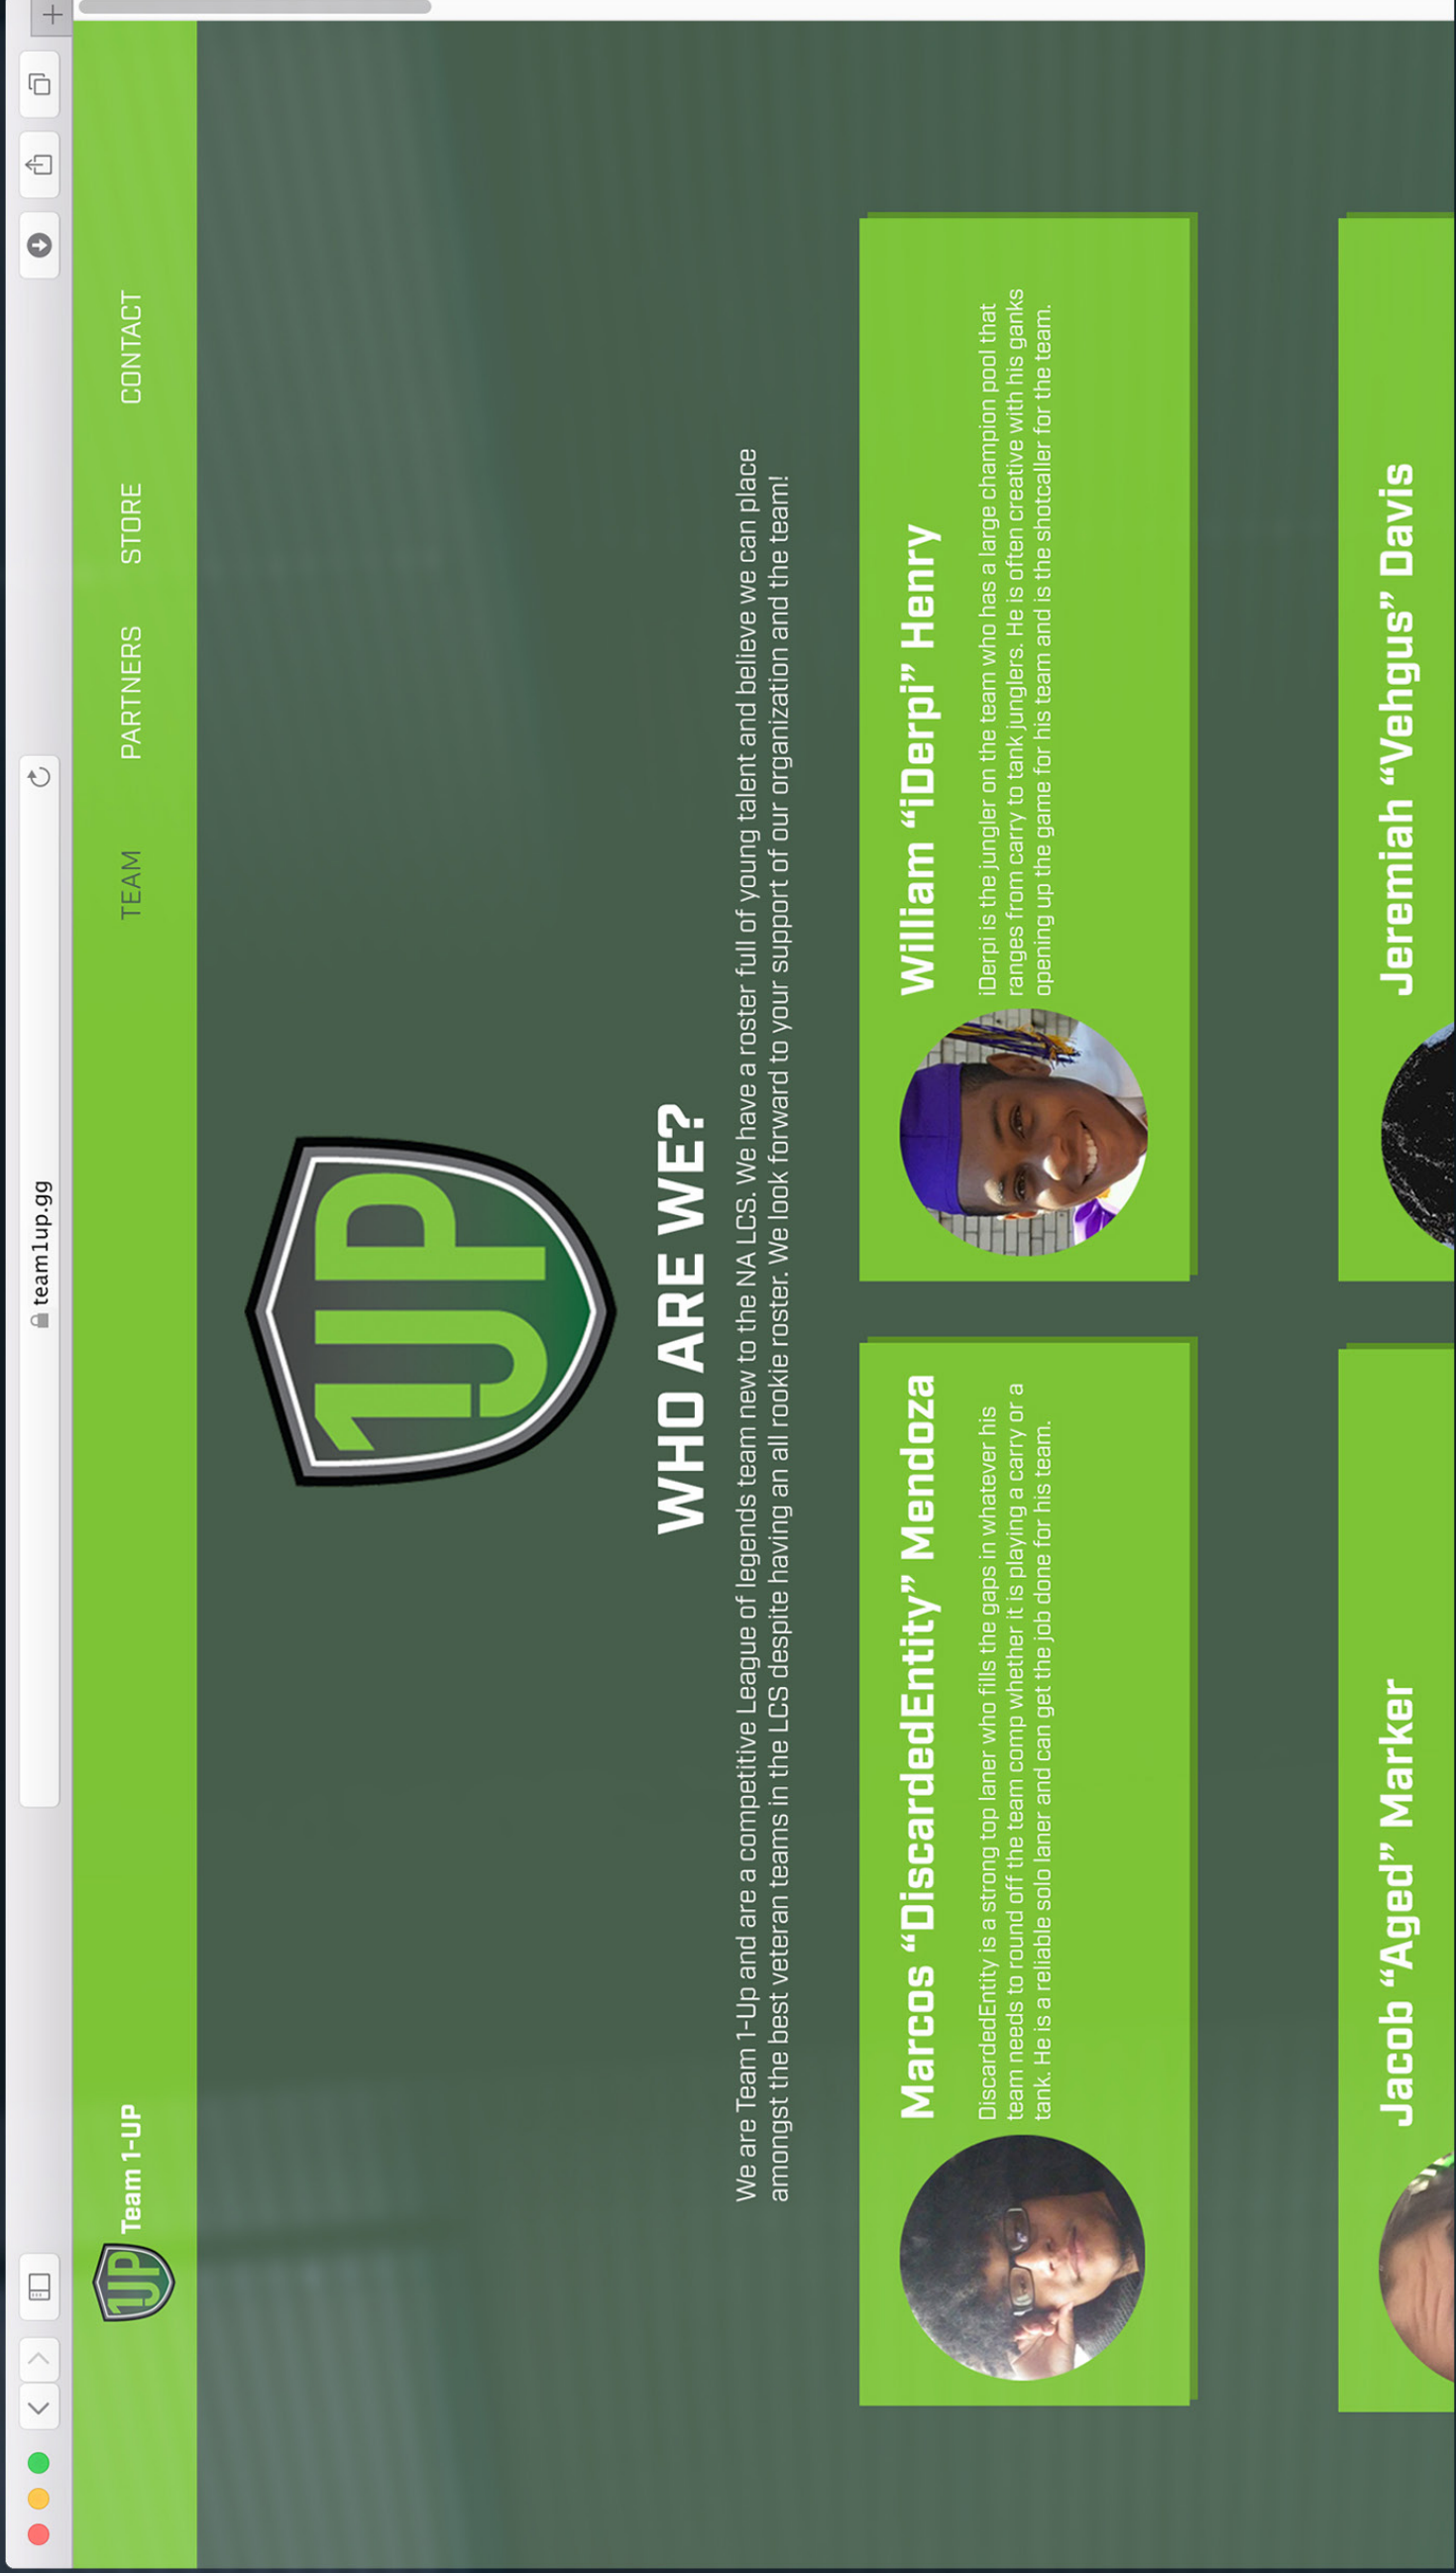 team1up.gg
1UP
Team 1-UP
TEAM
PARTNERS
STORE
CONTACT
1UP
WHO ARE WE?
We are Team 1-Up and are a competitive League of legends team new to the NA LCS. We have a roster full of young talent and believe we can place
amongst the best veteran teams in the LCS despite having an all rookie roster. We look forward to your support of our organization and the team!
Marcos “DiscardedEntity” Mendoza
DiscardedEntity is a strong top laner who fills the gaps in whatever his
team needs to round off the team comp whether it is playing a carry or a
tank. He is a reliable solo laner and can get the job done for his team.
William “iDerpi” Henry
iDerpi is the jungler on the team who has a large champion pool that
ranges from carry to tank junglers. He is often creative with his ganks
opening up the game for his team and is the shotcaller for the team.
Jacob “Aged” Marker
Jeremiah “Vehgus” Davis